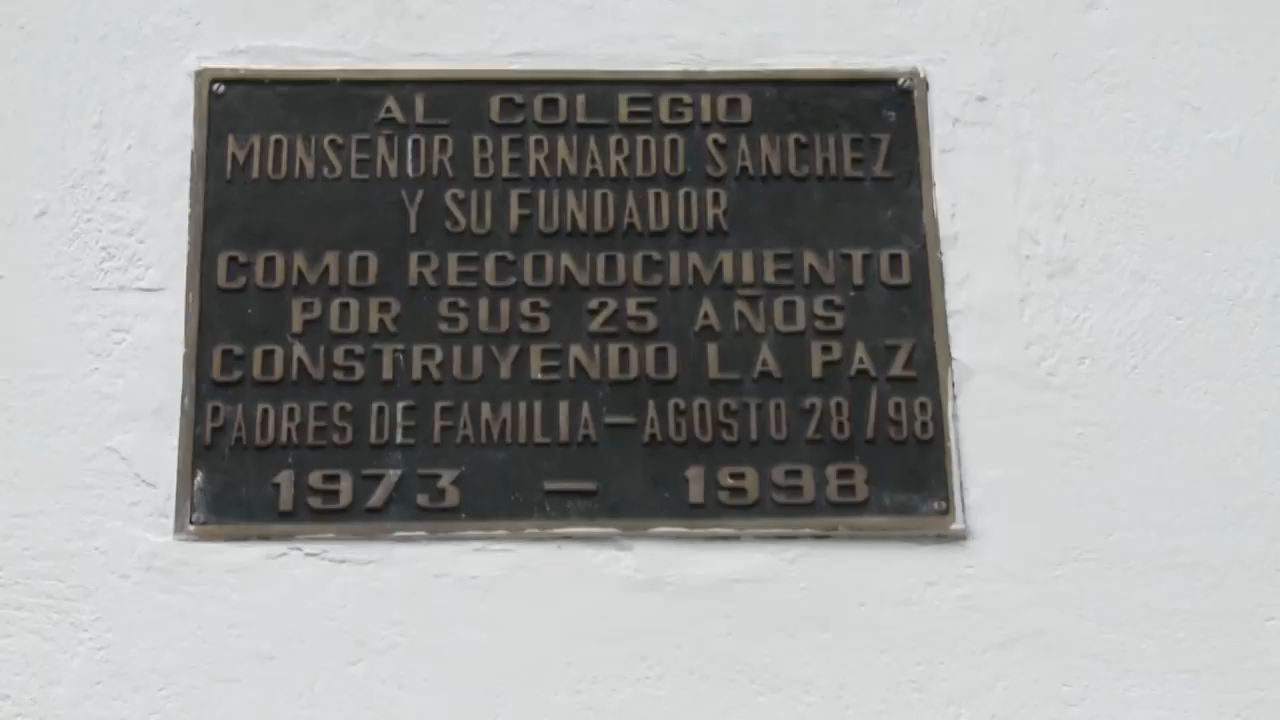 AL COLEGIO
MONSEÑOR BERNARDO SANCHEZ
Y SU FUNDADOR
COMO RECONOCIMIENTO
POR SUS 25 AÑOS
CONSTRUYENDO LA PAZ
PADRES DE FAMILIA – AGOSTO 28/98
1973 – 1998